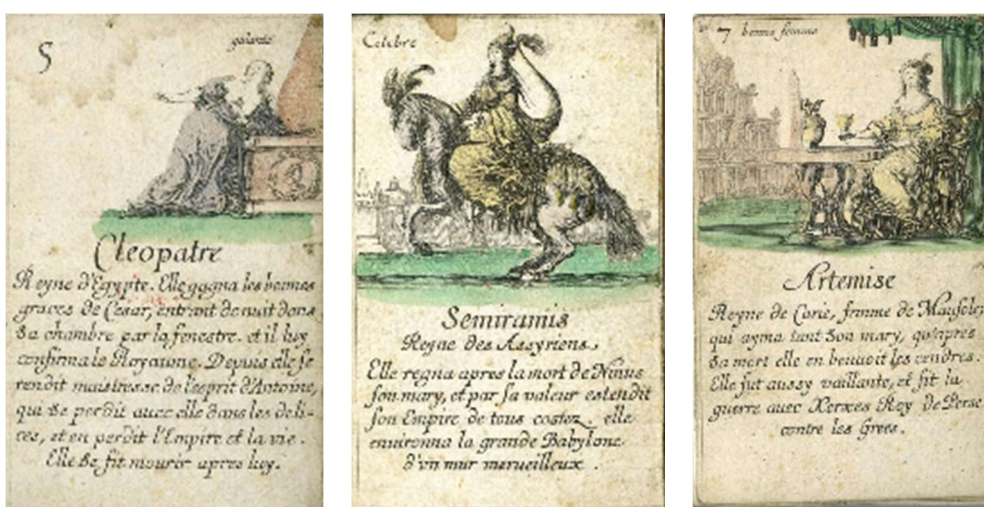 5
galante
Cleopatre
Reyne d'Egypte. Elle gagna les bonnes
graces de Cesar, entrant de nuit dans
sa chambre par la fenestre, et il luy
confirma le Royaume. Depuis elle se
rendit maistresse de l'esprit d'Antoine,
qui se perdit avec elle dans les deli-
ces, et en perdit l'Empire et la vie.
Elle se fit mourir apres luy.
Celebre
Semiramis
Reyne des Assyriens.
Elle regna apres la mort de Ninus
son mary, et par sa valeur estendit
son Empire de tous costez. elle
environna la grande Babylone
d'vn mur merueilleux.
7 bonne femme
Artemise
Reyne de Carie, femme de Mausole,
qui ayma tant son mary, qu'apres
sa mort elle en beuuoit les cendres.
Elle fut aussy vaillante, et fit la
guerre auec Xerxes Roy de Perse
contre les Grecs.